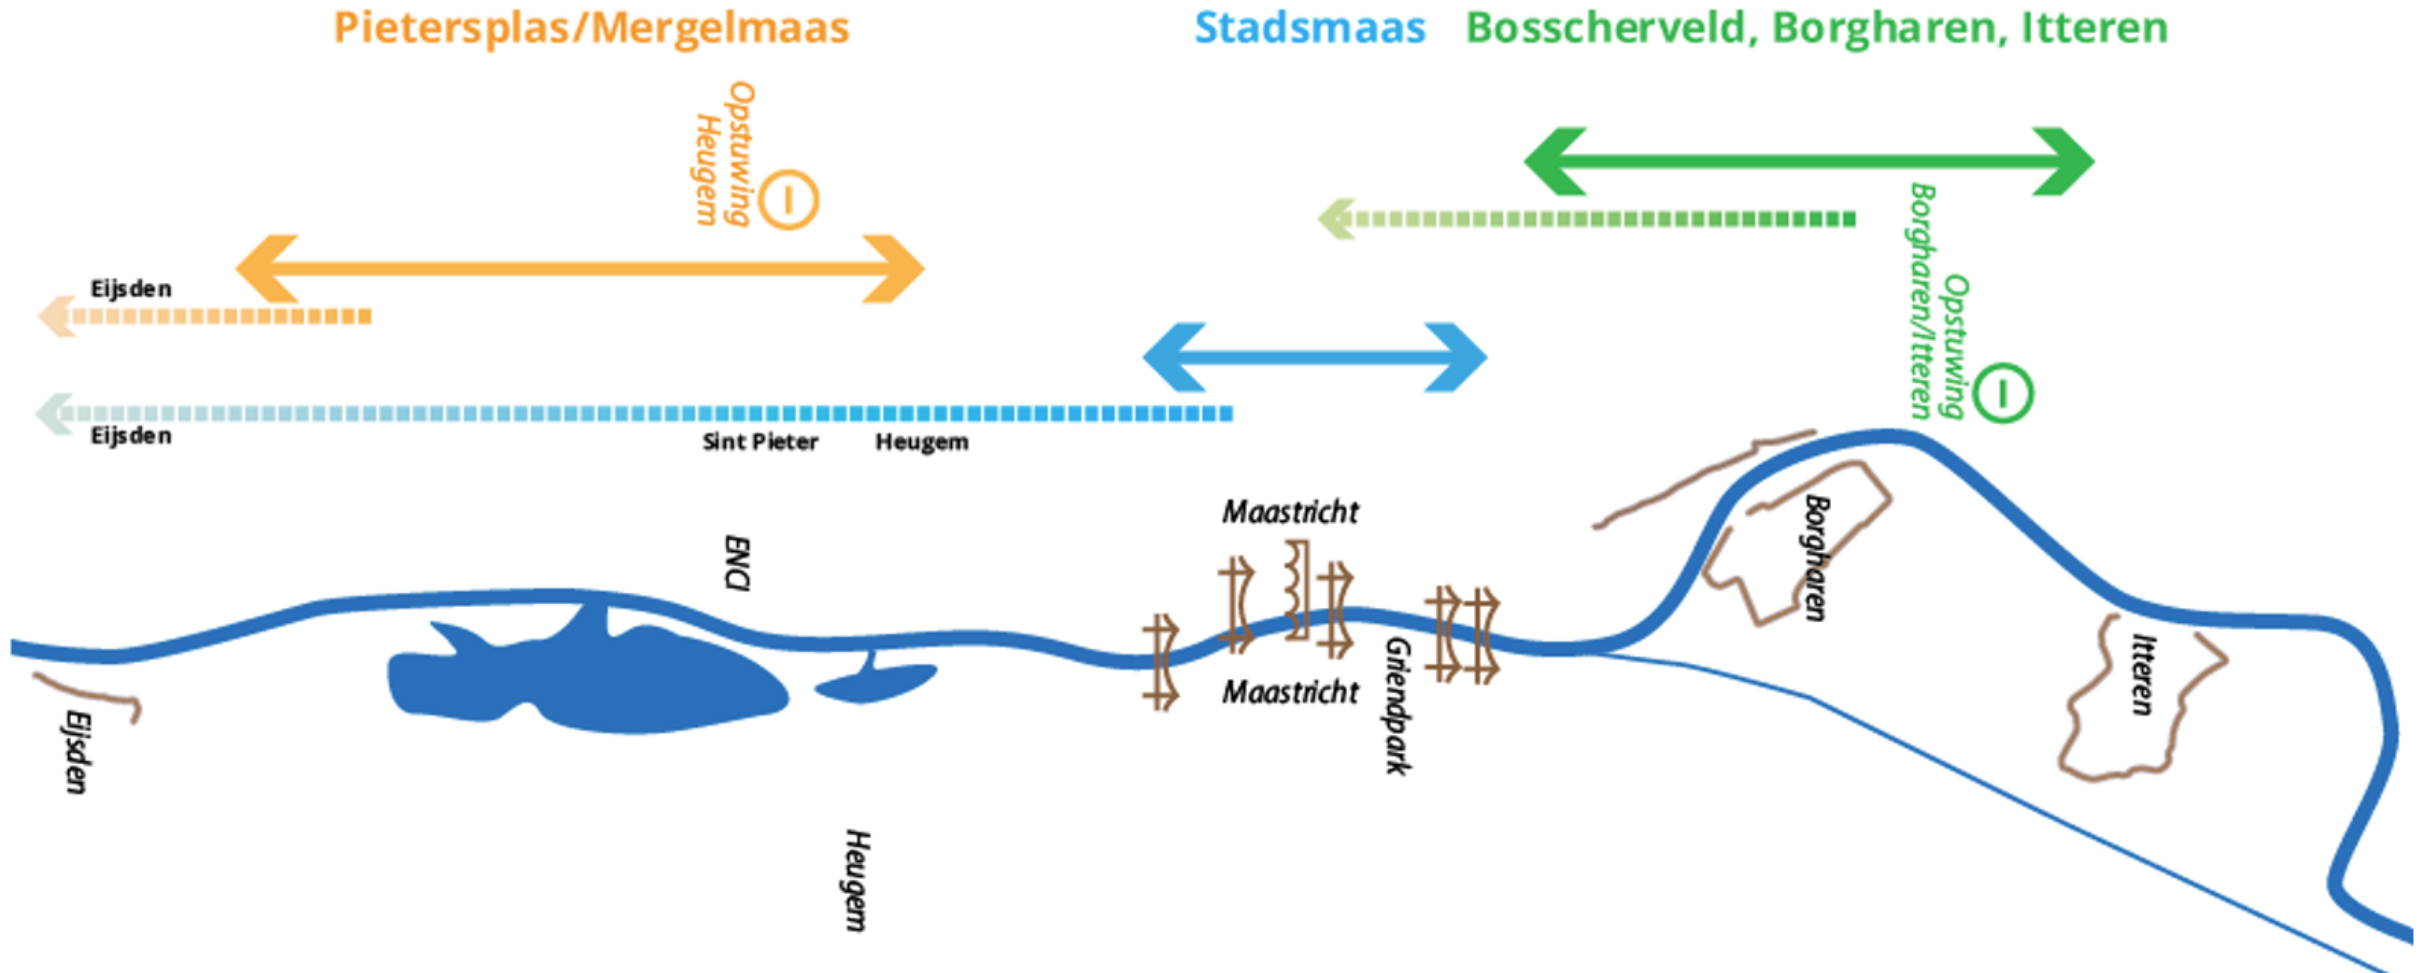 Pietersplas/Mergelmaas
Stadsmaas
Bosscherveld, Borgharen, Itteren
Opstuwing
Heugem
Opstuwing
Borgharen/Itteren
Eijsden
Eijsden
Sint Pieter
Heugem
ENCI
Maastricht
Maastricht
Griendpark
Borgharen
Itteren
Eijsden
Heugem